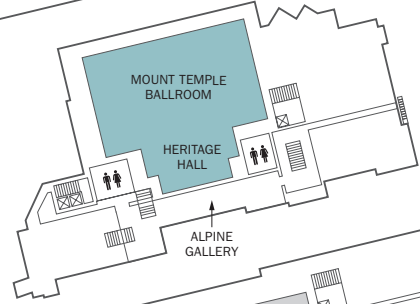 MOUNT TEMPLE
BALLROOM
HERITAGE
HALL
ALPINE
GALLERY